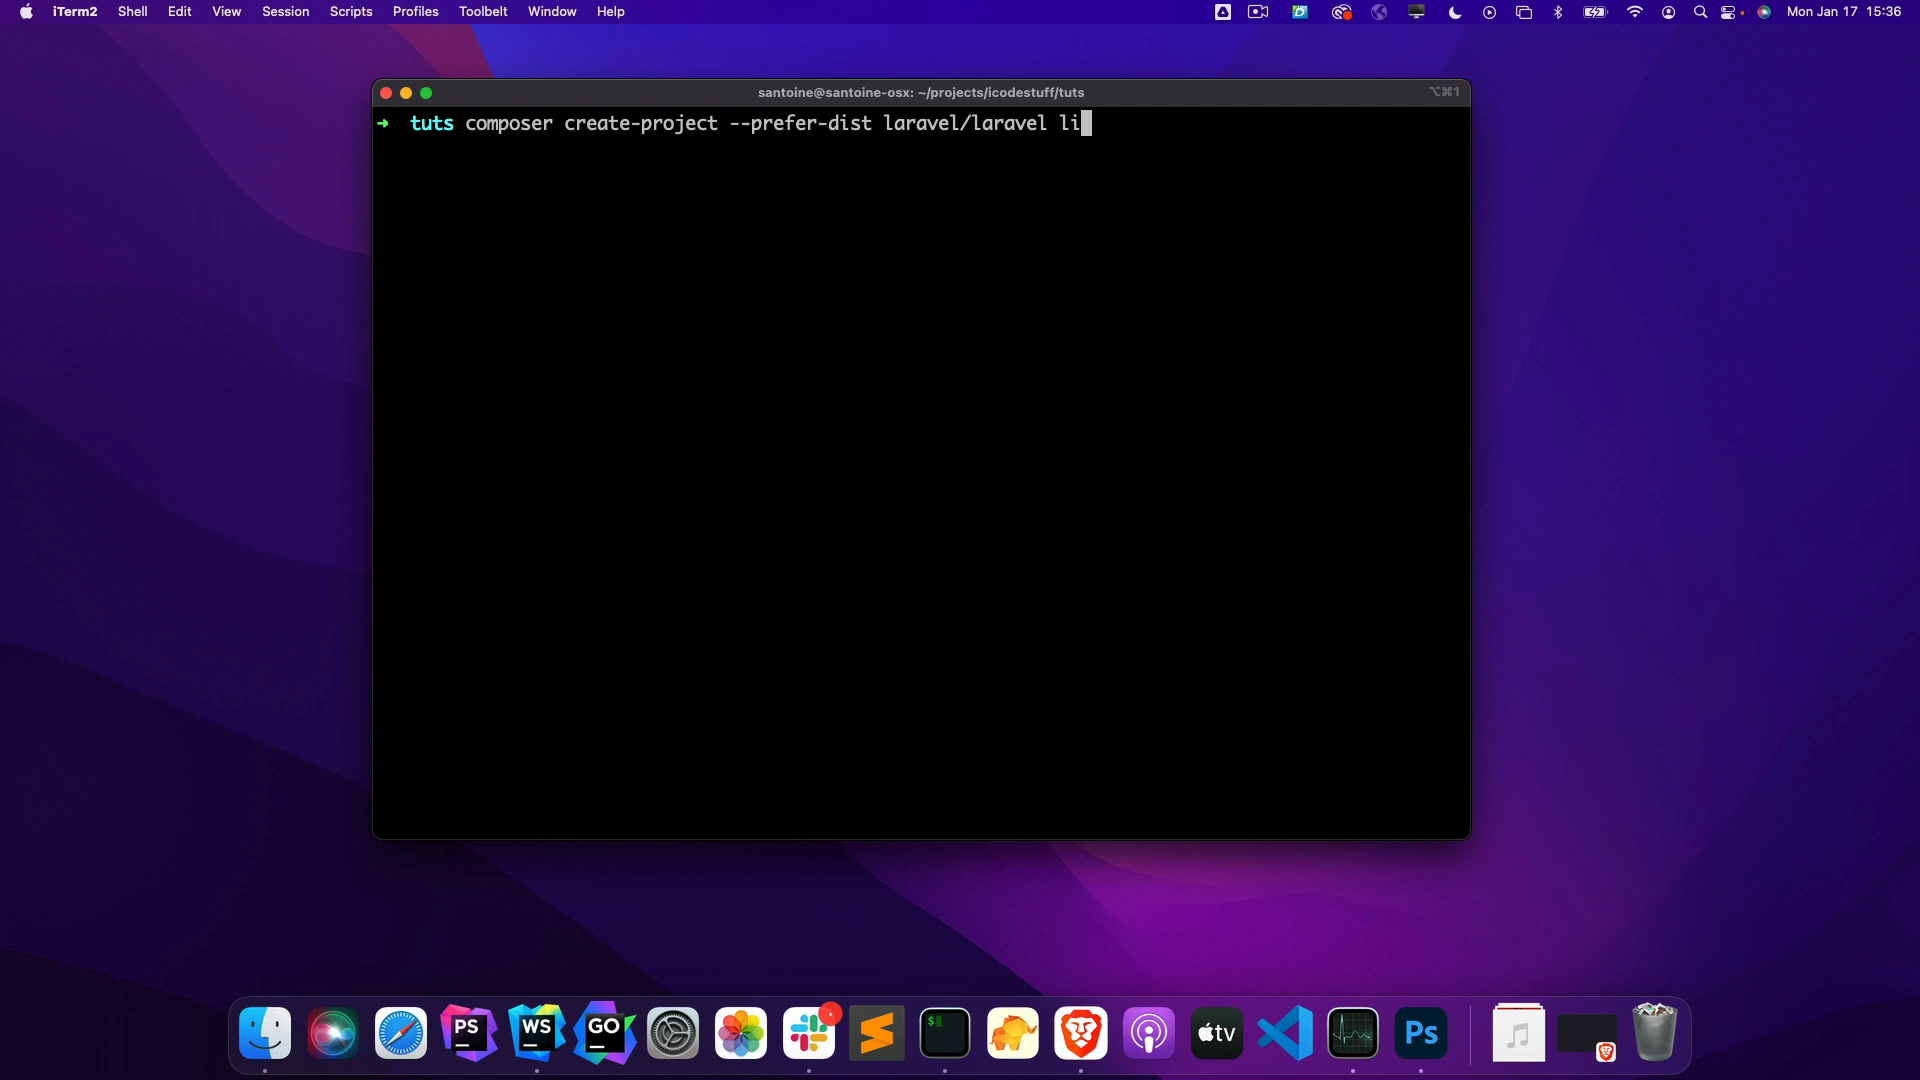 iTerm2 Shell Edit View Session Scripts Profiles Toolbelt Window Help Mon Jan 17 15:36
santoine@santoine-osx: ~/projects/icodestuff/tuts ⌥⌘1
➜ tuts composer create-project --prefer-dist laravel/laravel li
PS WS GO $ tv Ps